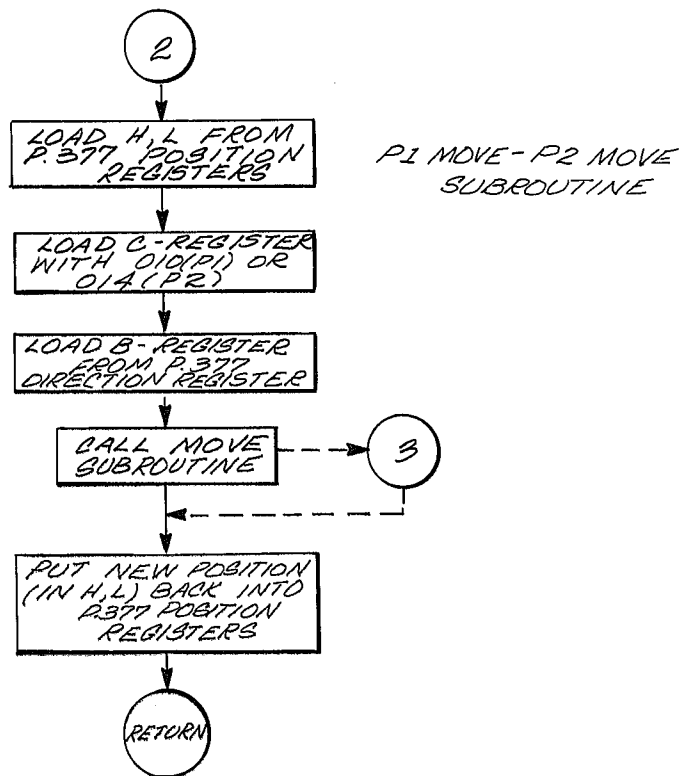 2
LOAD H,L FROM
P.377 POSITION
REGISTERS
P1 MOVE-P2 MOVE
SUBROUTINE
LOAD C-REGISTER
WITH 010(P1) OR
014(P2)
LOAD B-REGISTER
FROM P.377
DIRECTION REGISTER
CALL MOVE
SUBROUTINE
3
PUT NEW POSITION
(IN H,L) BACK INTO
P.377 POSITION
REGISTERS
RETURN